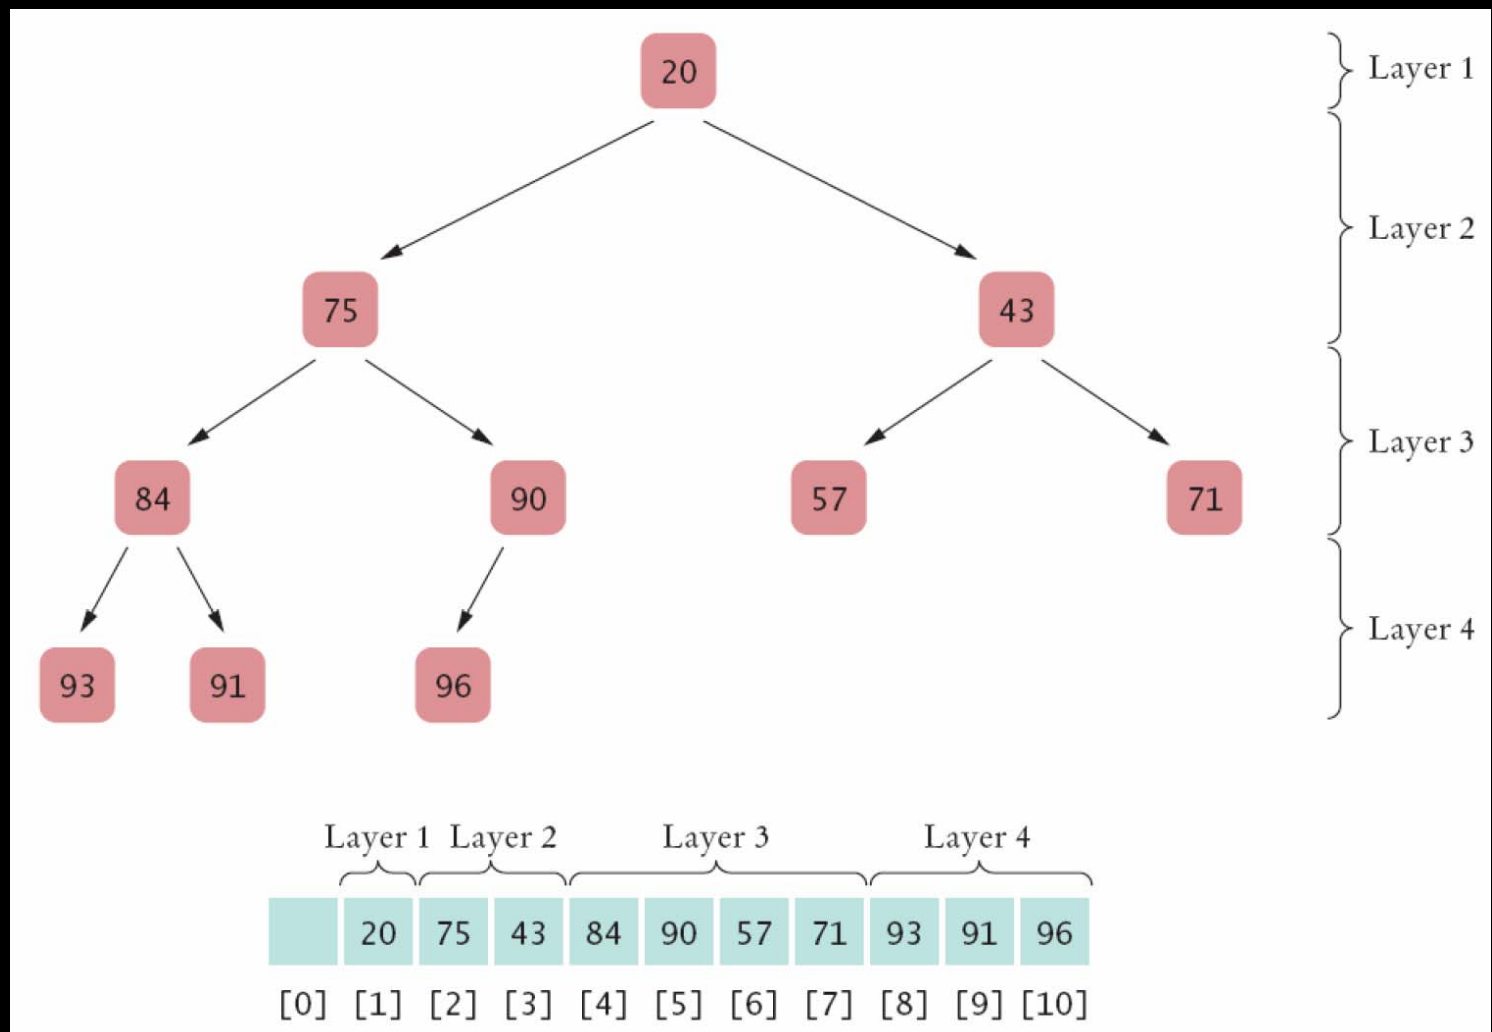 20
Layer 1
Layer 2
75
43
Layer 3
84
90
57
71
Layer 4
93
91
96
Layer 1 Layer 2 Layer 3 Layer 4
20 75 43 84 90 57 71 93 91 96
[0] [1] [2] [3] [4] [5] [6] [7] [8] [9] [10]